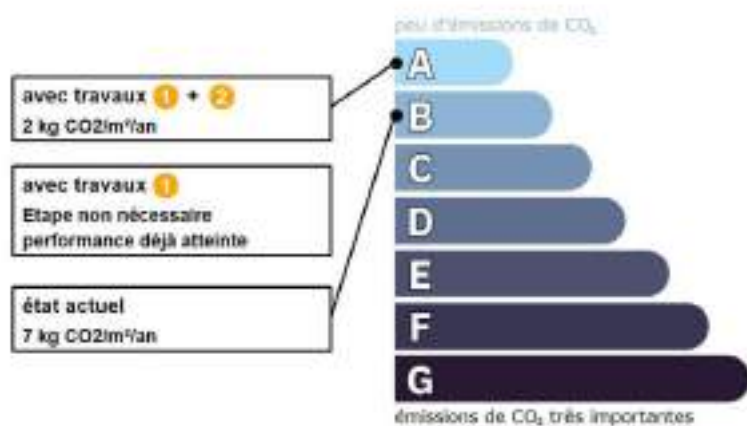 peu d'émissions de CO₂
A
avec travaux 1 + 2
2 kg CO2/m²/an
B
avec travaux 1
Etape non nécessaire
performance déjà atteinte
C
D
E
état actuel
7 kg CO2/m²/an
F
G
émissions de CO₂ très importantes